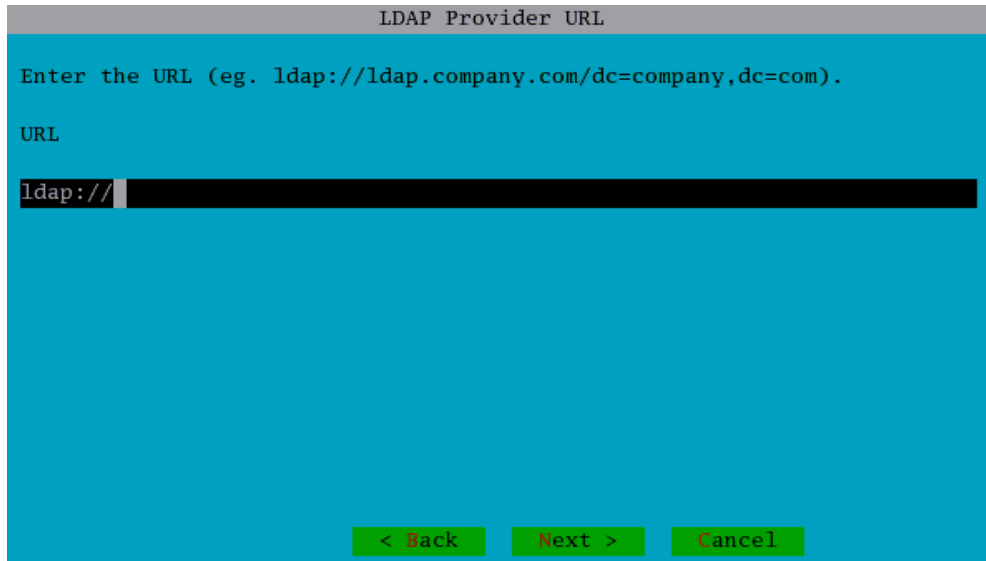 LDAP Provider URL
Enter the URL (eg. ldap://ldap.company.com/dc=company,dc=com).
URL
ldap://
< Back Next > Cancel